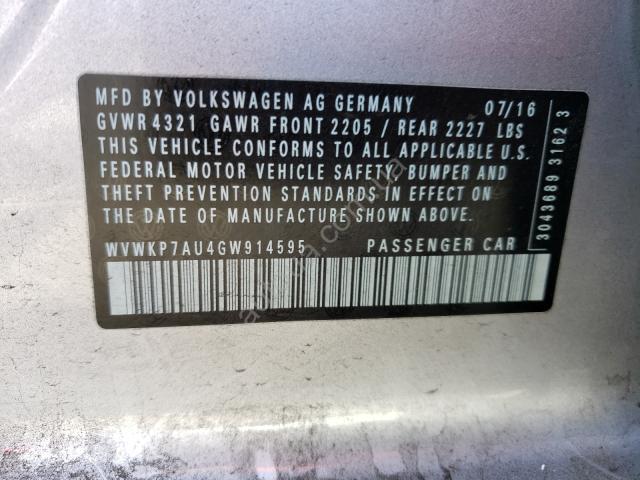 MFD BY VOLKSWAGEN AG GERMANY 07/16
GVWR 4321 GAWR FRONT 2205 / REAR 2227 LBS
THIS VEHICLE CONFORMS TO ALL APPLICABLE U.S.
FEDERAL MOTOR VEHICLE SAFETY, BUMPER AND
THEFT PREVENTION STANDARDS IN EFFECT ON
THE DATE OF MANUFACTURE SHOWN ABOVE.
WVWKP7AU4GW914595 PASSENGER CAR
3043689 3162 3